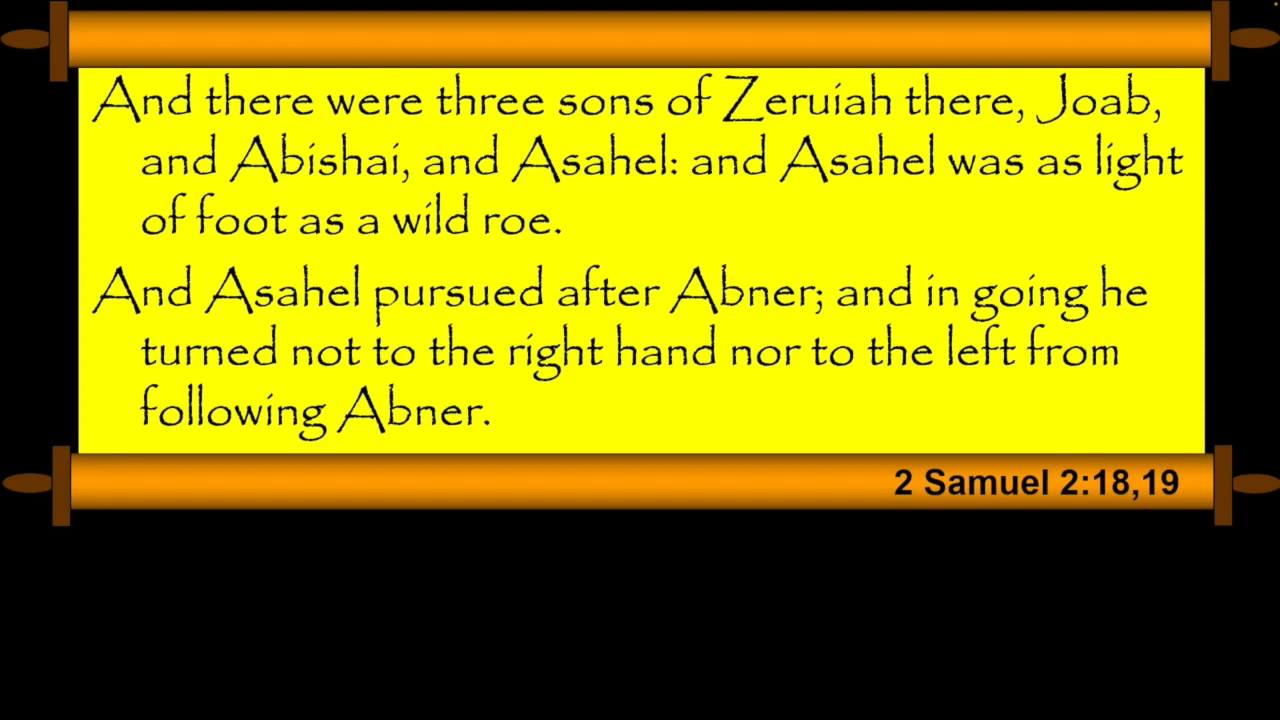 And there were three sons of Zeruiah there, Joab,
and Abishai, and Asahel: and Asahel was as light
of foot as a wild roe.
And Asahel pursued after Abner; and in going he
turned not to the right hand nor to the left from
following Abner.
2 Samuel 2:18,19